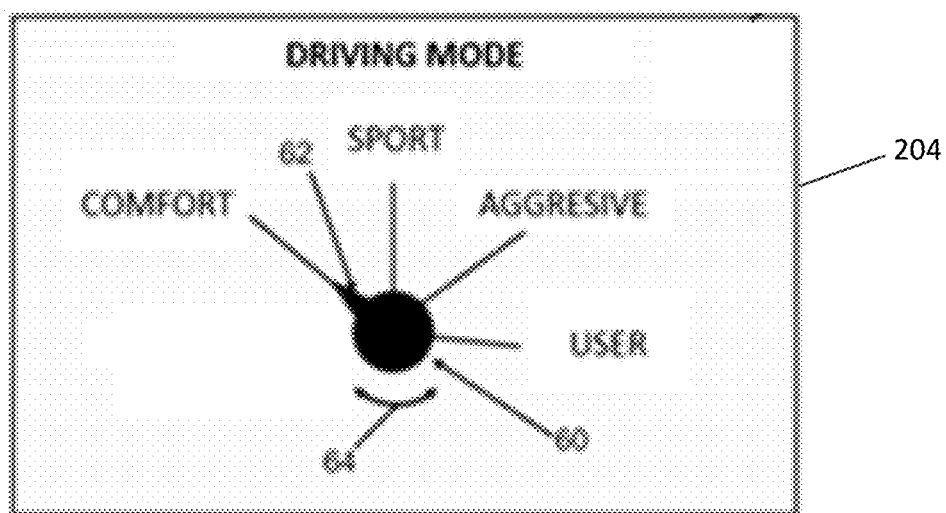 DRIVING MODE
SPORT
62
204
COMFORT
AGGRESIVE
USER
60
64